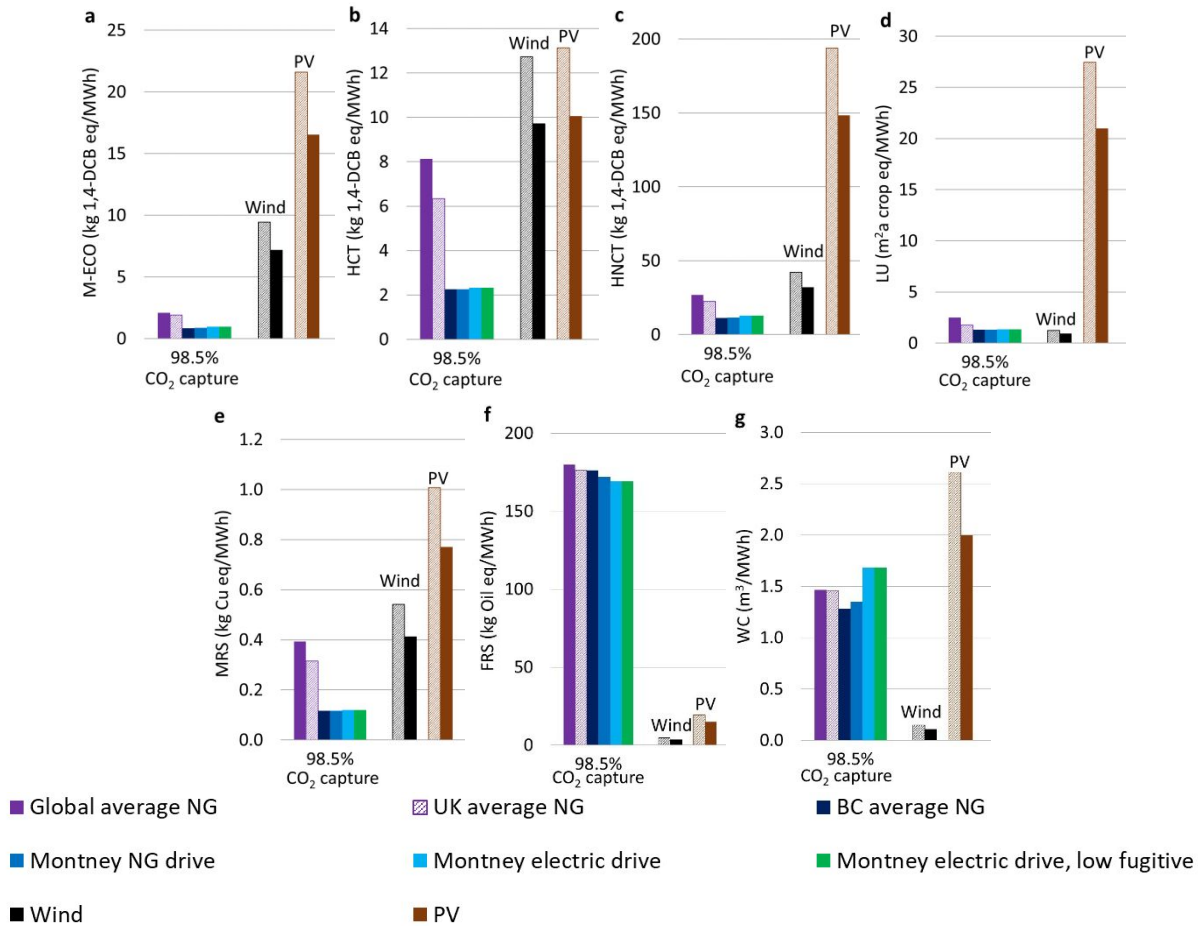 a
M-ECO (kg 1,4-DCB eq/MWh)
25
20
15
10
5
0
Wind
PV
98.5%
CO₂ capture
b
HCT (kg 1,4-DCB eq/MWh)
14
12
10
8
6
4
2
0
Wind
PV
98.5%
CO₂ capture
c
HNCT (kg 1,4-DCB eq/MWh)
200
150
100
50
0
Wind
PV
98.5%
CO₂ capture
d
LU (m²a crop eq/MWh)
30
25
20
15
10
5
0
Wind
PV
98.5%
CO₂ capture
e
MRS (kg Cu eq/MWh)
1.2
1.0
0.8
0.6
0.4
0.2
0.0
Wind
PV
98.5%
CO₂ capture
f
FRS (kg Oil eq/MWh)
200
150
100
50
0
Wind
PV
98.5%
CO₂ capture
g
WC (m³/MWh)
3.0
2.5
2.0
1.5
1.0
0.5
0.0
Wind
PV
98.5%
CO₂ capture
Global average NG
UK average NG
BC average NG
Montney NG drive
Montney electric drive
Montney electric drive, low fugitive
Wind
PV